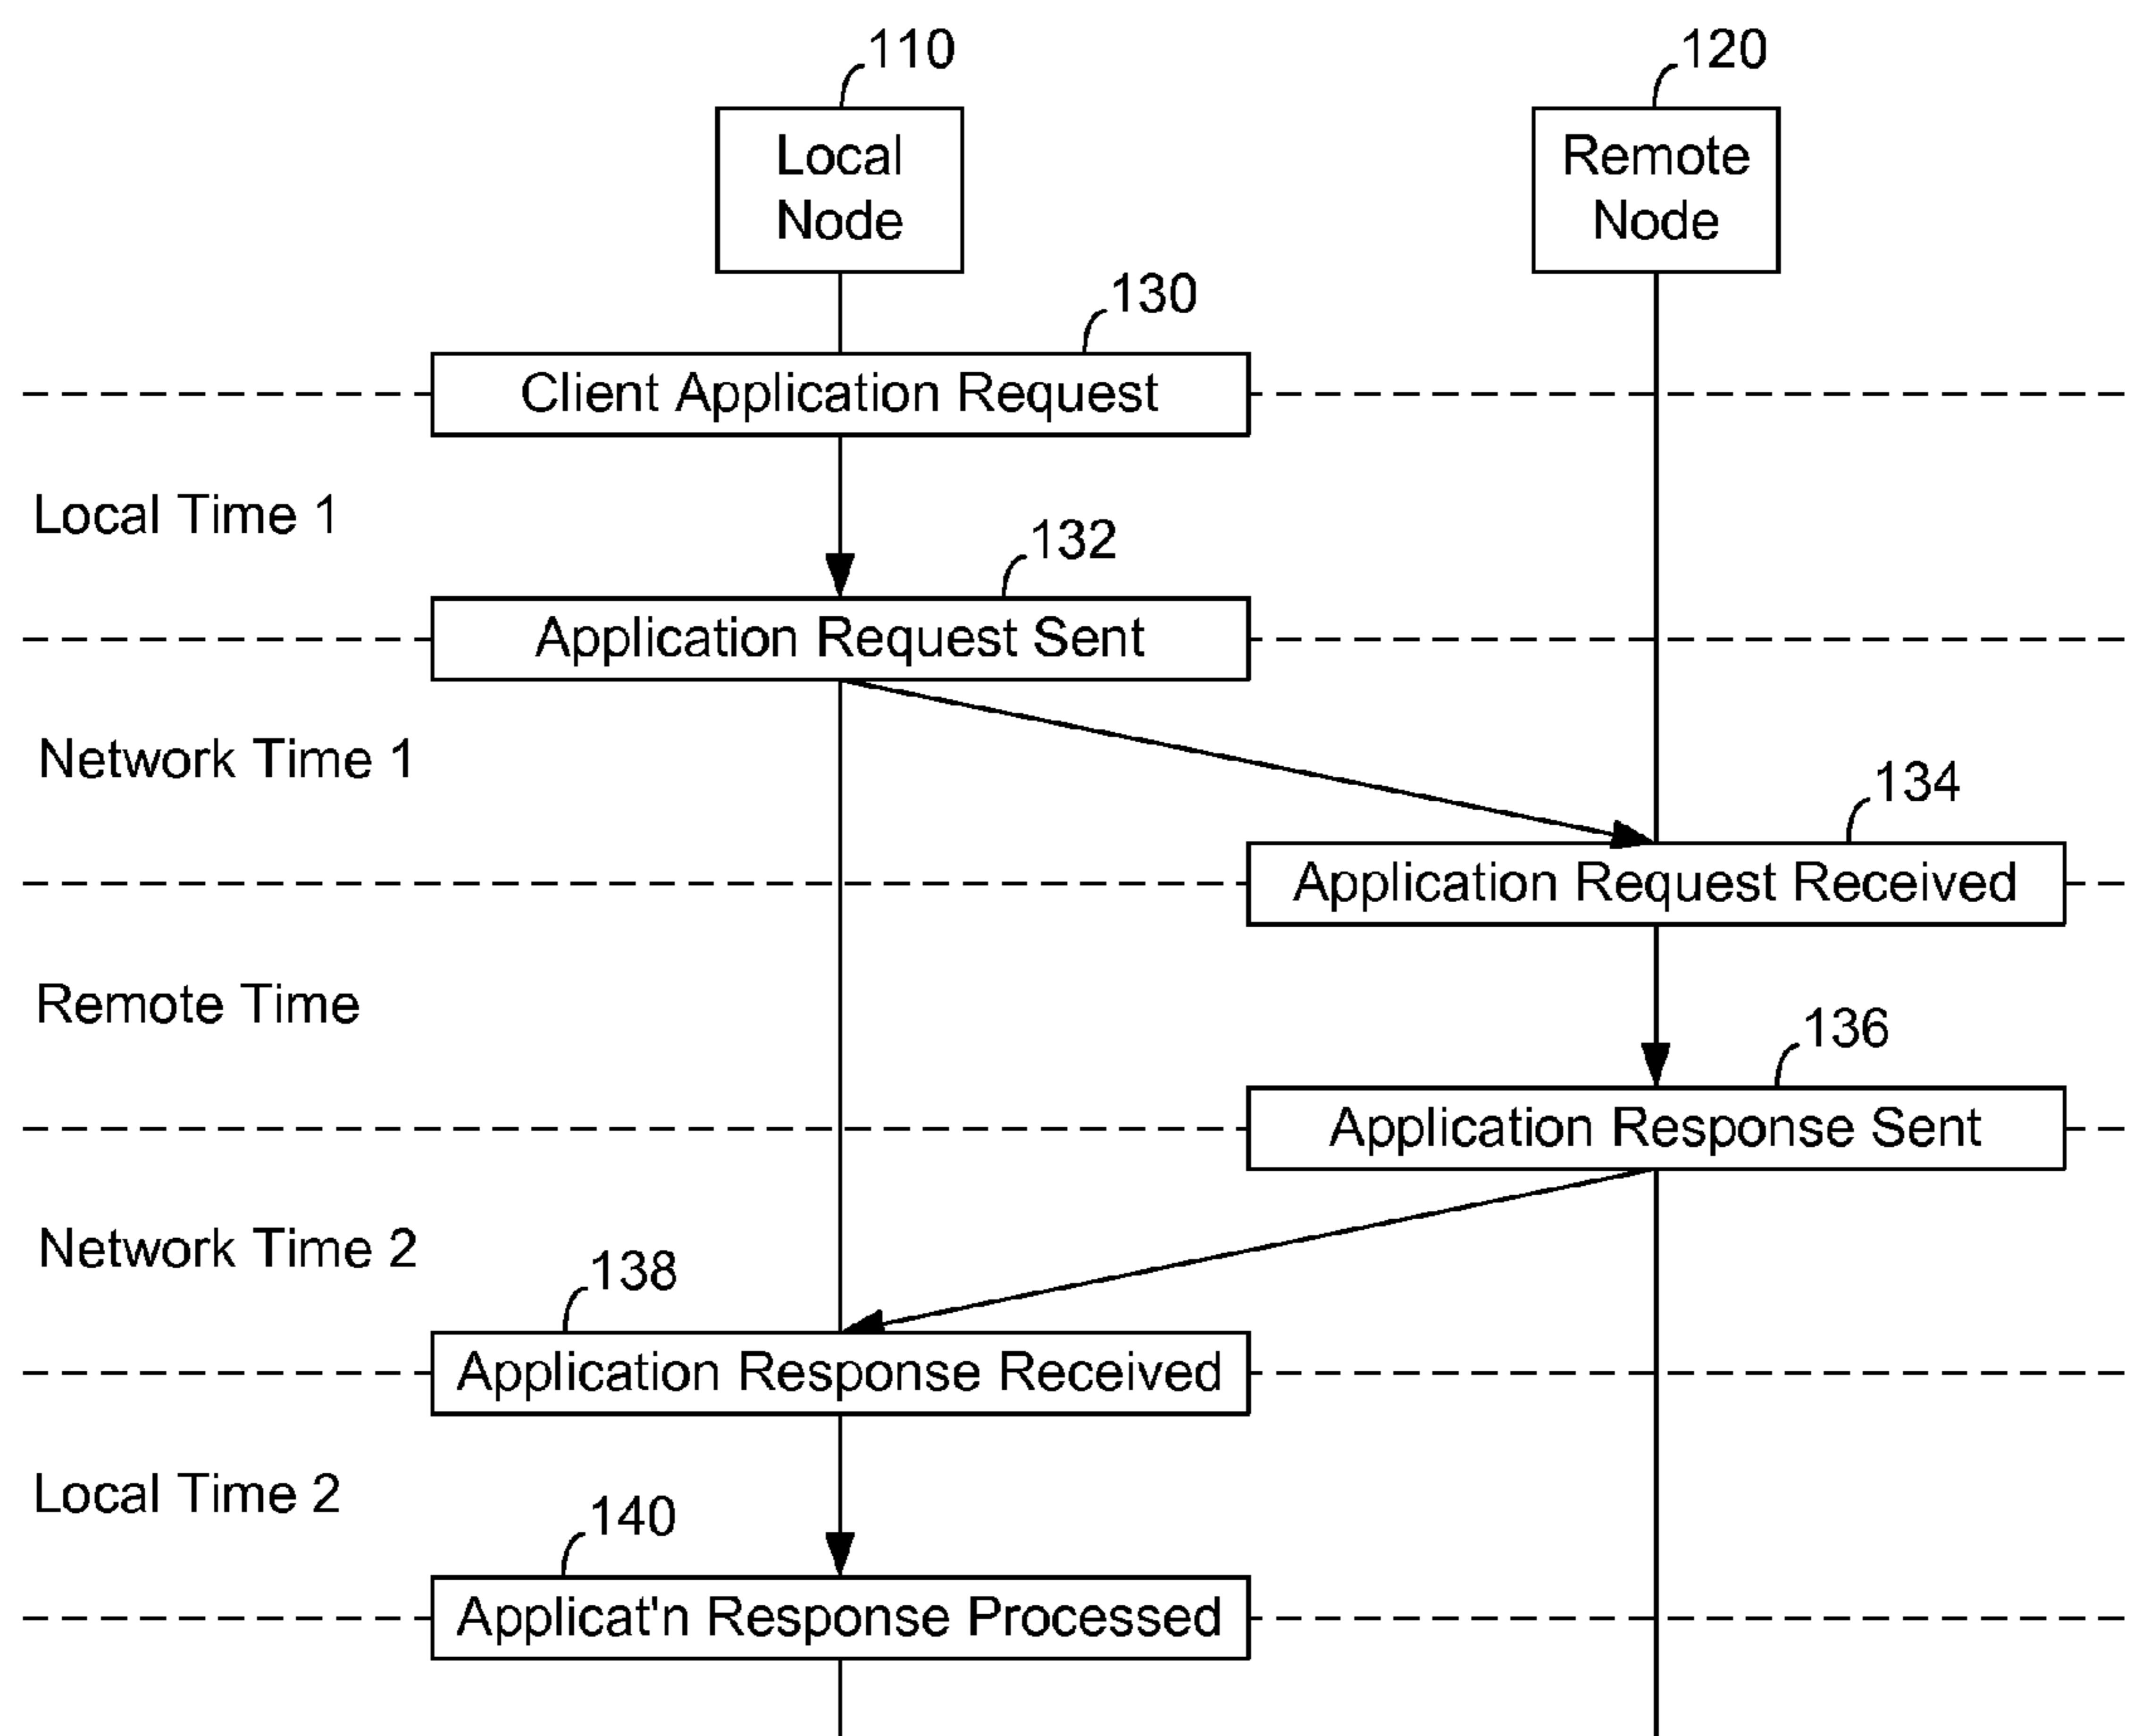 110
120
Local
Node
Remote
Node
130
Client Application Request
Local Time 1
132
Application Request Sent
Network Time 1
134
Application Request Received
Remote Time
136
Application Response Sent
Network Time 2
138
Application Response Received
Local Time 2
140
Applicat'n Response Processed